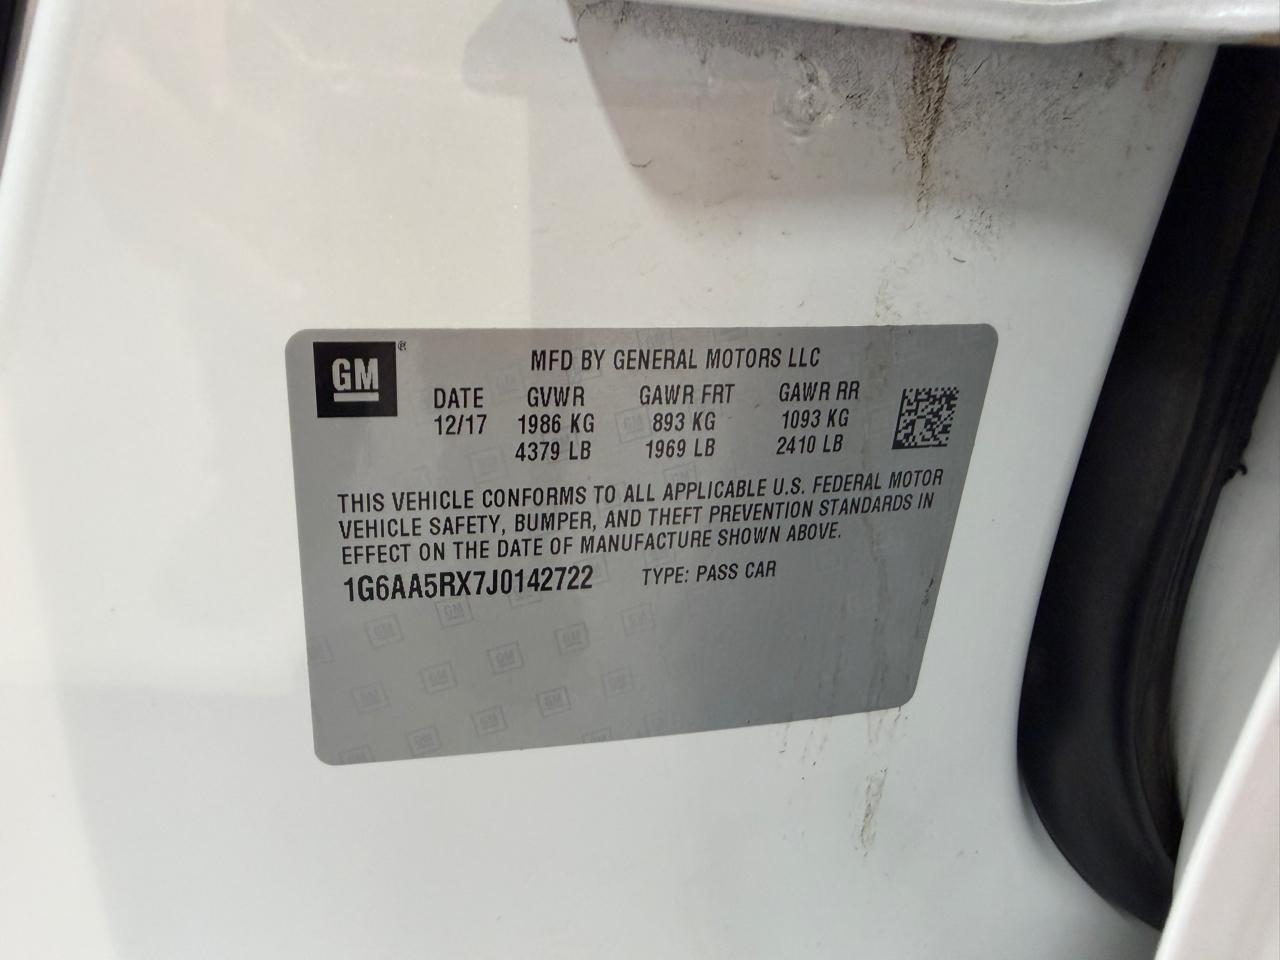 GM ®
MFD BY GENERAL MOTORS LLC
DATE GVWR GAWR FRT GAWR RR
12/17 1986 KG 893 KG 1093 KG
4379 LB 1969 LB 2410 LB
THIS VEHICLE CONFORMS TO ALL APPLICABLE U.S. FEDERAL MOTOR
VEHICLE SAFETY, BUMPER, AND THEFT PREVENTION STANDARDS IN
EFFECT ON THE DATE OF MANUFACTURE SHOWN ABOVE.
1G6AA5RX7J0142722 TYPE: PASS CAR